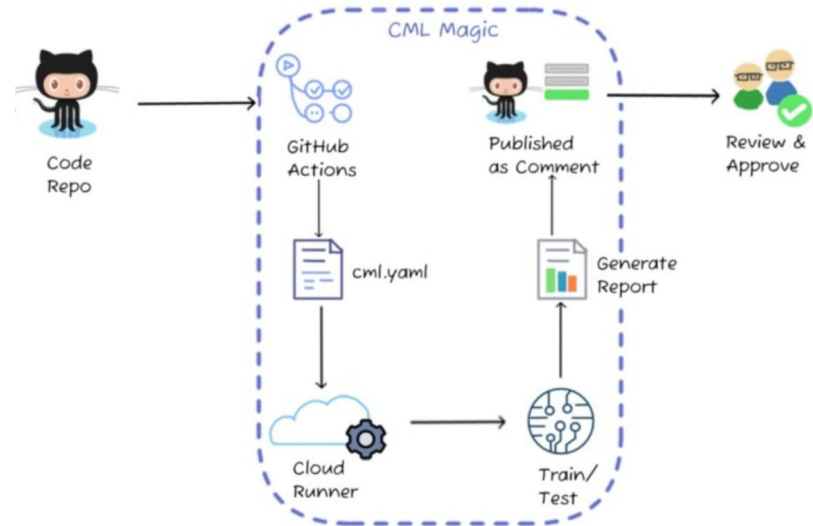 CML Magic
Code
Repo
GitHub
Actions
cml.yaml
Cloud
Runner
Train/
Test
Generate
Report
Published
as Comment
Review &
Approve